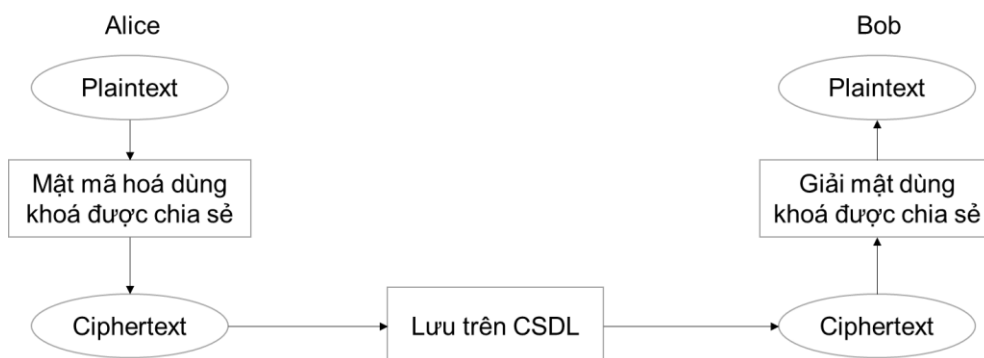 Alice
Bob
Plaintext
Plaintext
Mật mã hoá dùng
khoá được chia sẻ
Giải mật dùng
khoá được chia sẻ
Ciphertext
Lưu trên CSDL
Ciphertext